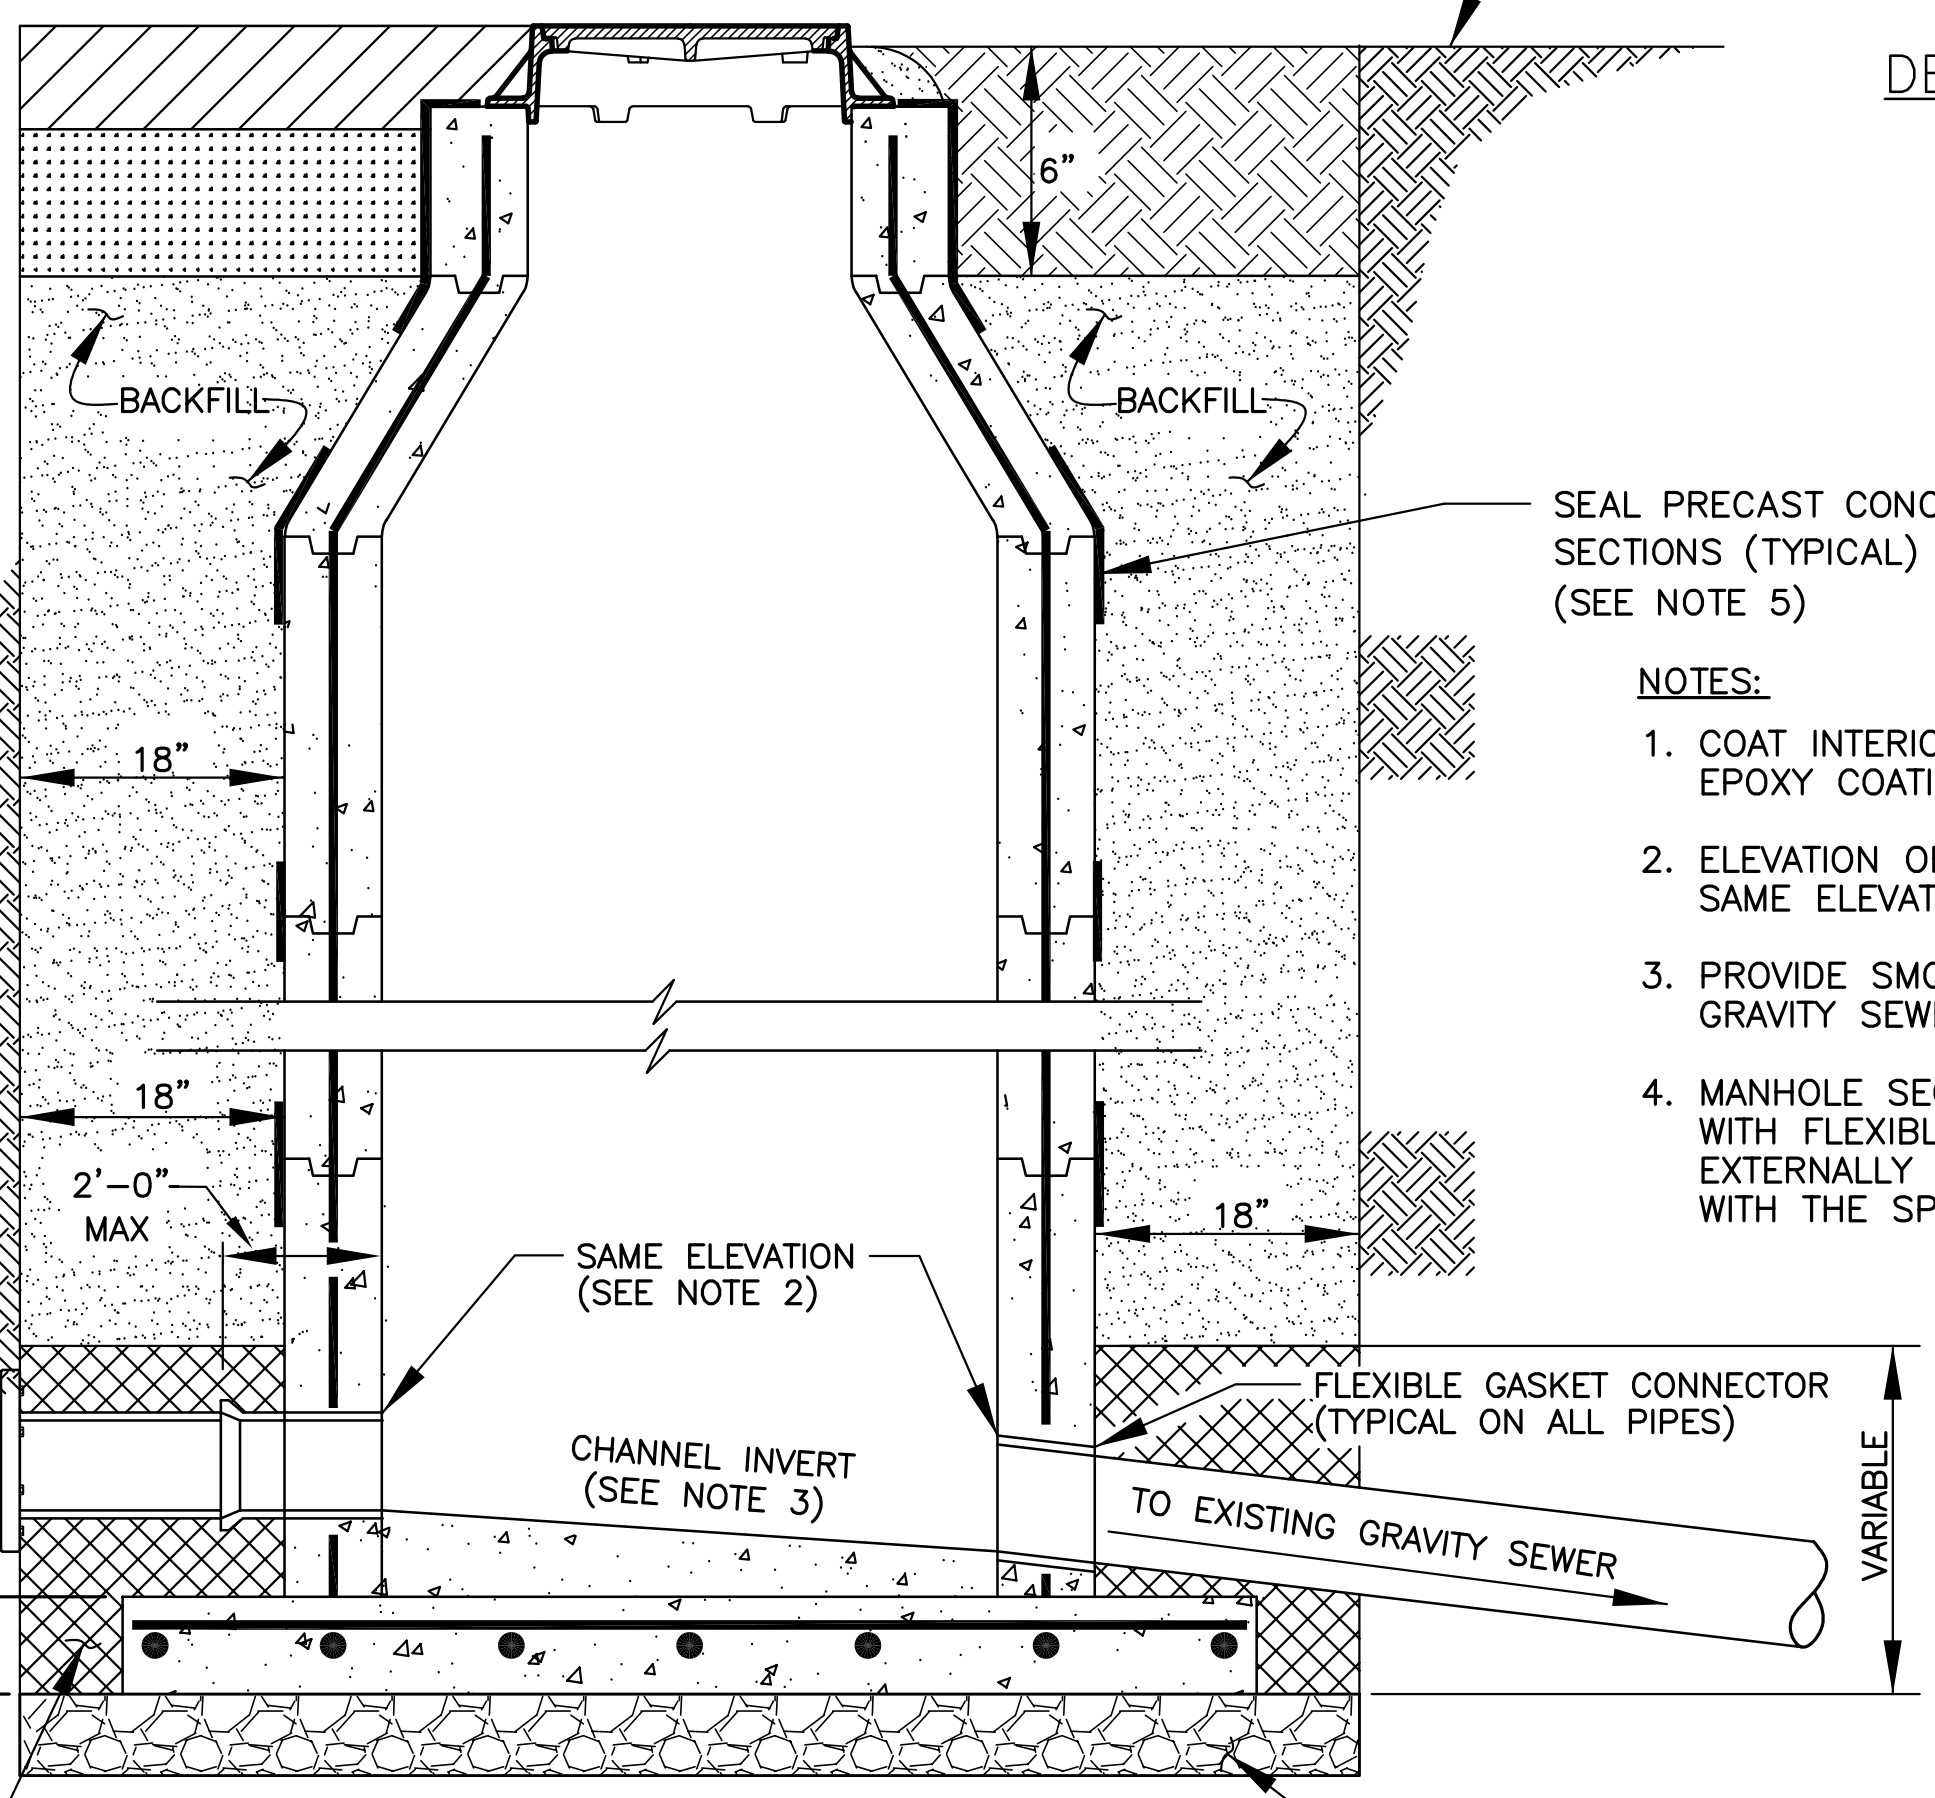 DE
6"
BACKFILL
BACKFILL
SEAL PRECAST CONC
SECTIONS (TYPICAL)
(SEE NOTE 5)
NOTES:
1. COAT INTERIO
EPOXY COATI
2. ELEVATION O
SAME ELEVAT
3. PROVIDE SMO
GRAVITY SEW
4. MANHOLE SEC
WITH FLEXIBL
EXTERNALLY
WITH THE SP
18"
18"
2'-0"
MAX
18"
SAME ELEVATION
(SEE NOTE 2)
FLEXIBLE GASKET CONNECTOR
(TYPICAL ON ALL PIPES)
CHANNEL INVERT
(SEE NOTE 3)
TO EXISTING GRAVITY SEWER
VARIABLE